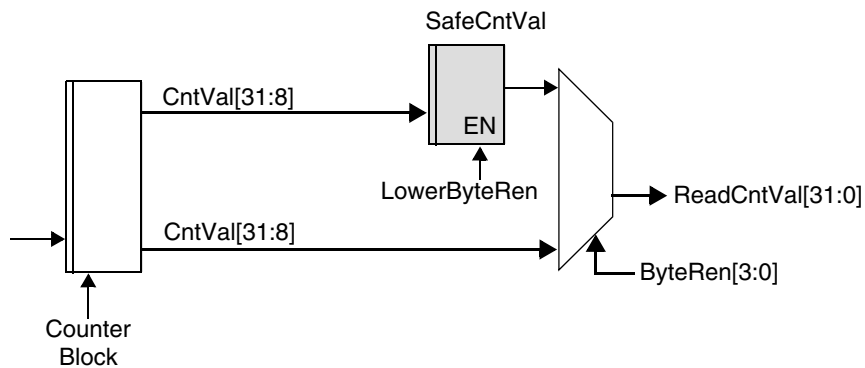 SafeCntVal
CntVal[31:8]
EN
LowerByteRen
CntVal[31:8]
ReadCntVal[31:0]
ByteRen[3:0]
Counter
Block